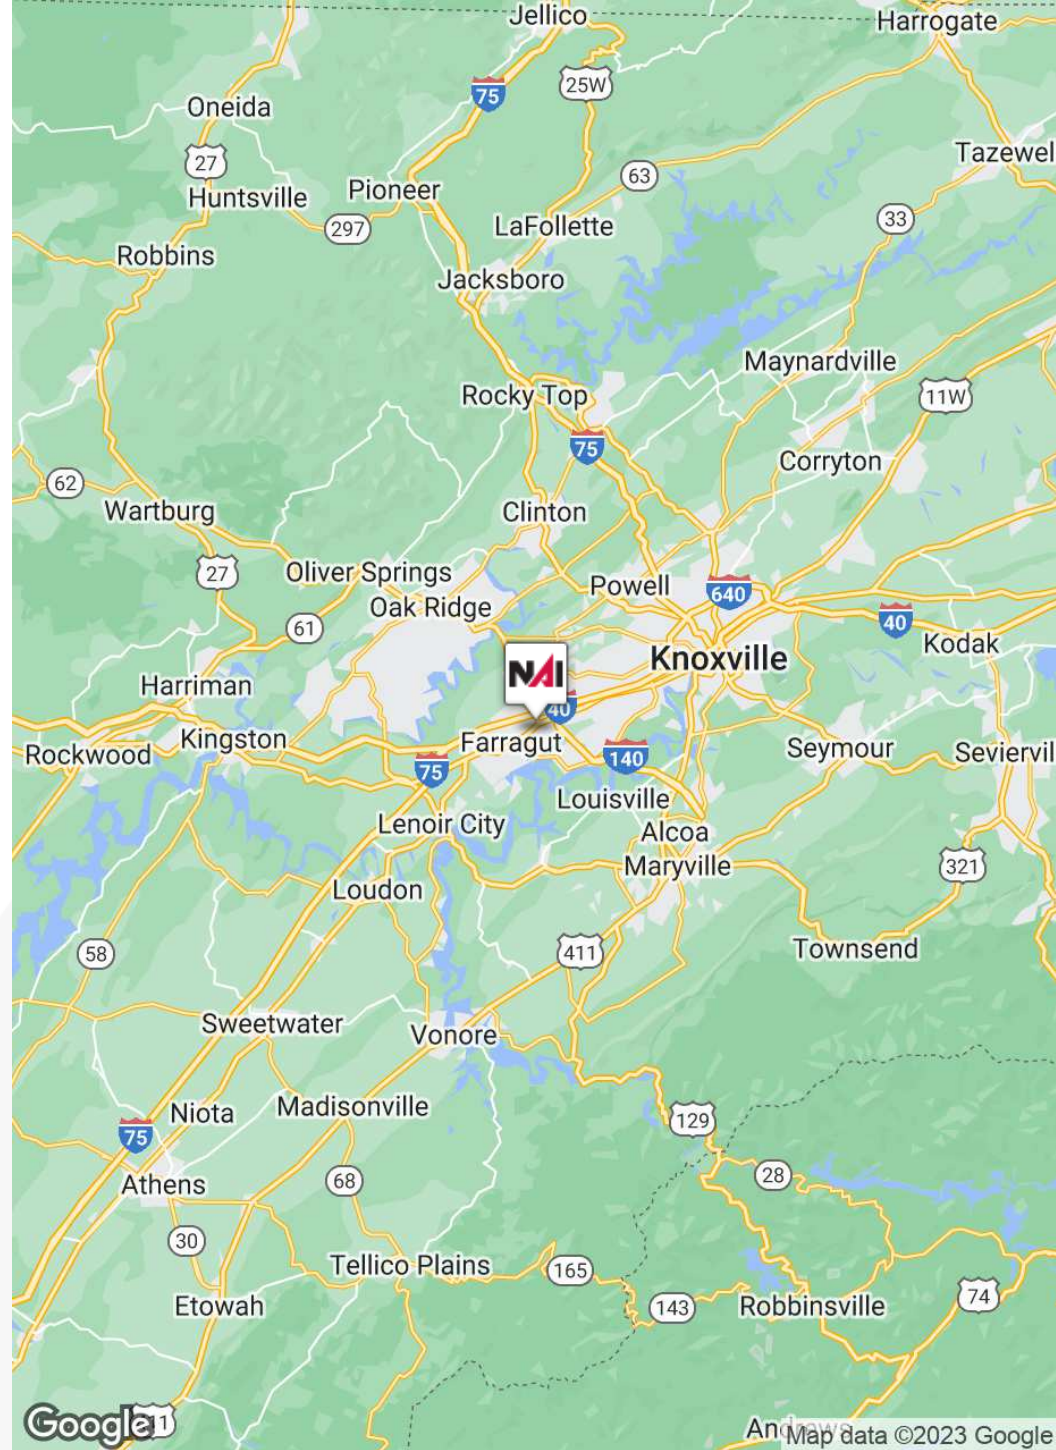 Jellico
Harrogate
75
25W
Oneida
27
Tazewel
63
Pioneer
Huntsville
33
LaFollette
297
Robbins
Jacksboro
Maynardville
Rocky Top
11W
75
Corryton
62
Wartburg
Clinton
27
Oliver Springs
Powell
640
Oak Ridge
61
40
Kodak
NAI
Knoxville
Harriman
40
Rockwood
Kingston
Farragut
140
Seymour
Seviervil
75
Louisville
Lenoir City
Alcoa
Maryville
321
Loudon
58
411
Townsend
Sweetwater
Vonore
Niota
Madisonville
129
75
Athens
68
28
30
Tellico Plains
165
Etowah
143
Robbinsville
74
Google
11
Andrews
Map data ©2023 Google